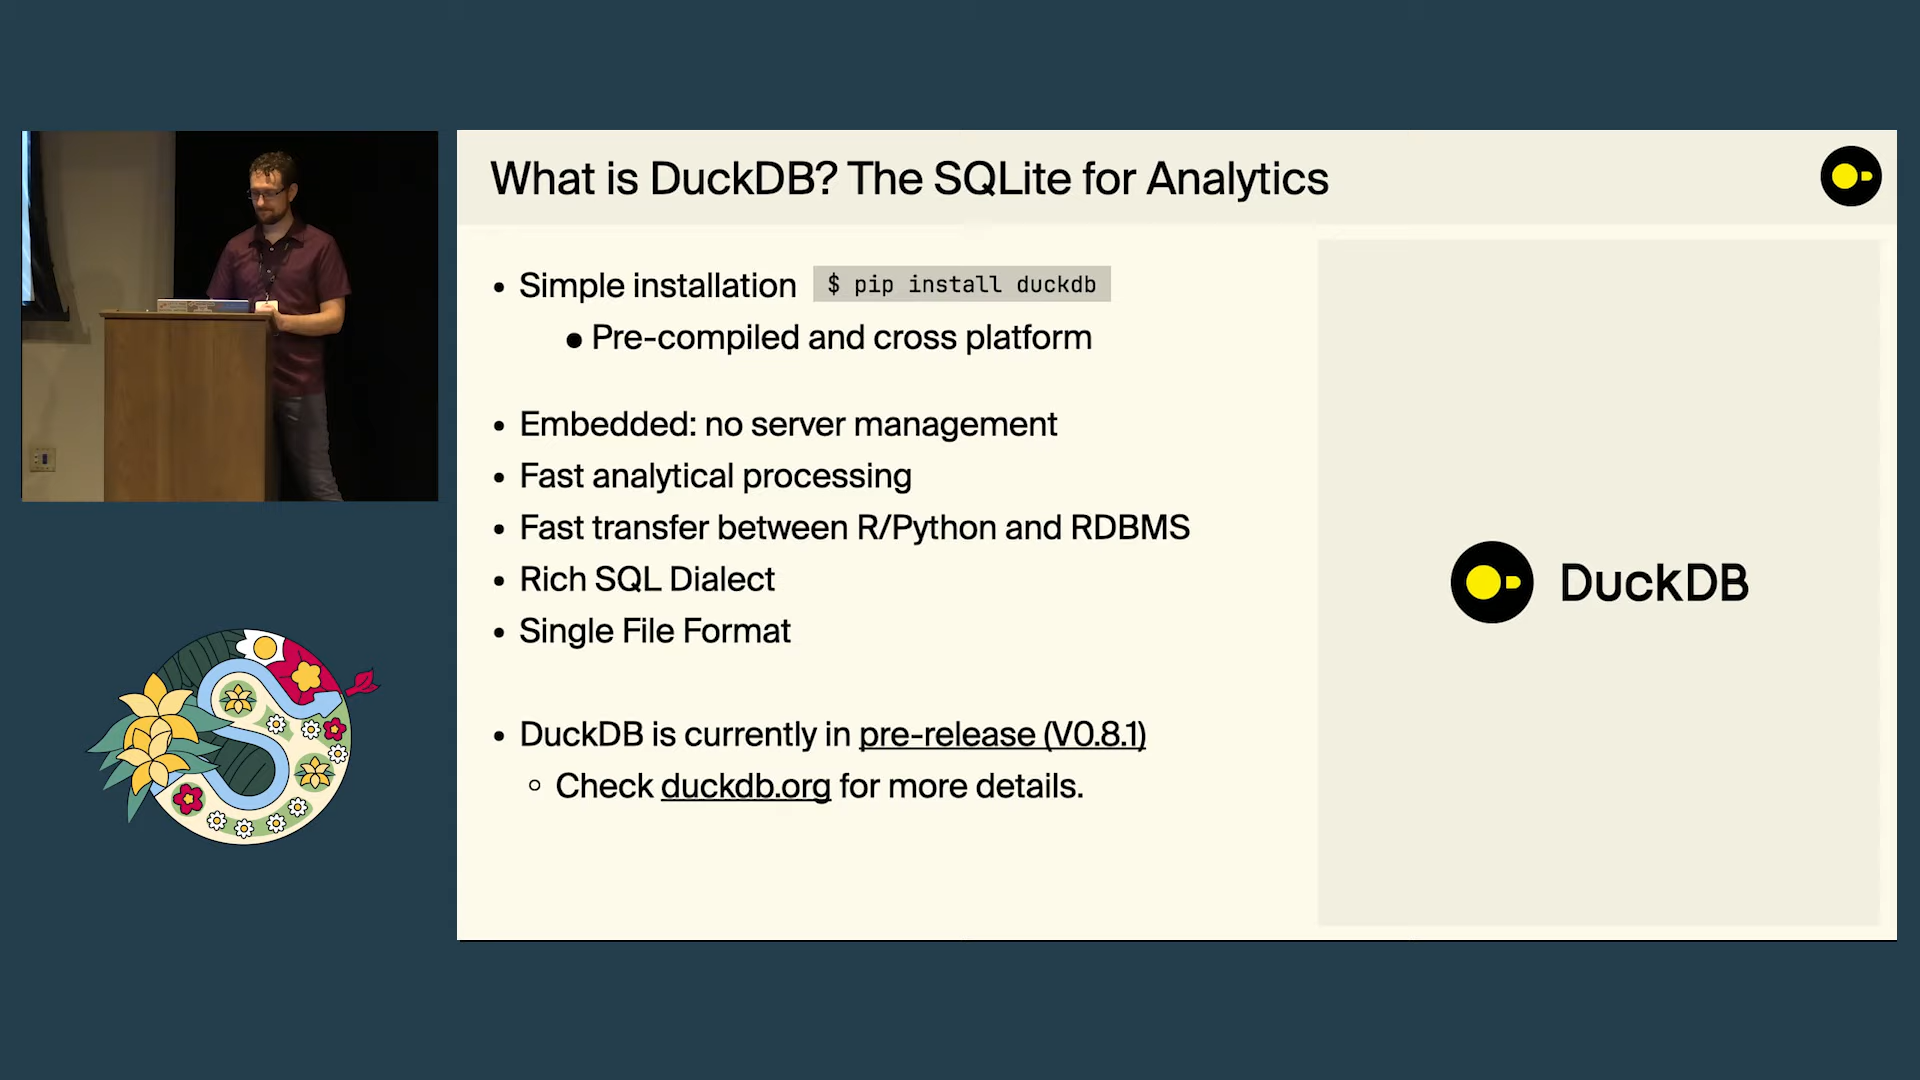 What is DuckDB? The SQLite for Analytics
• Simple installation $ pip install duckdb
• Pre-compiled and cross platform
• Embedded: no server management
• Fast analytical processing
• Fast transfer between R/Python and RDBMS
• Rich SQL Dialect
• Single File Format
• DuckDB is currently in pre-release (V0.8.1)
◦ Check duckdb.org for more details.
DuckDB